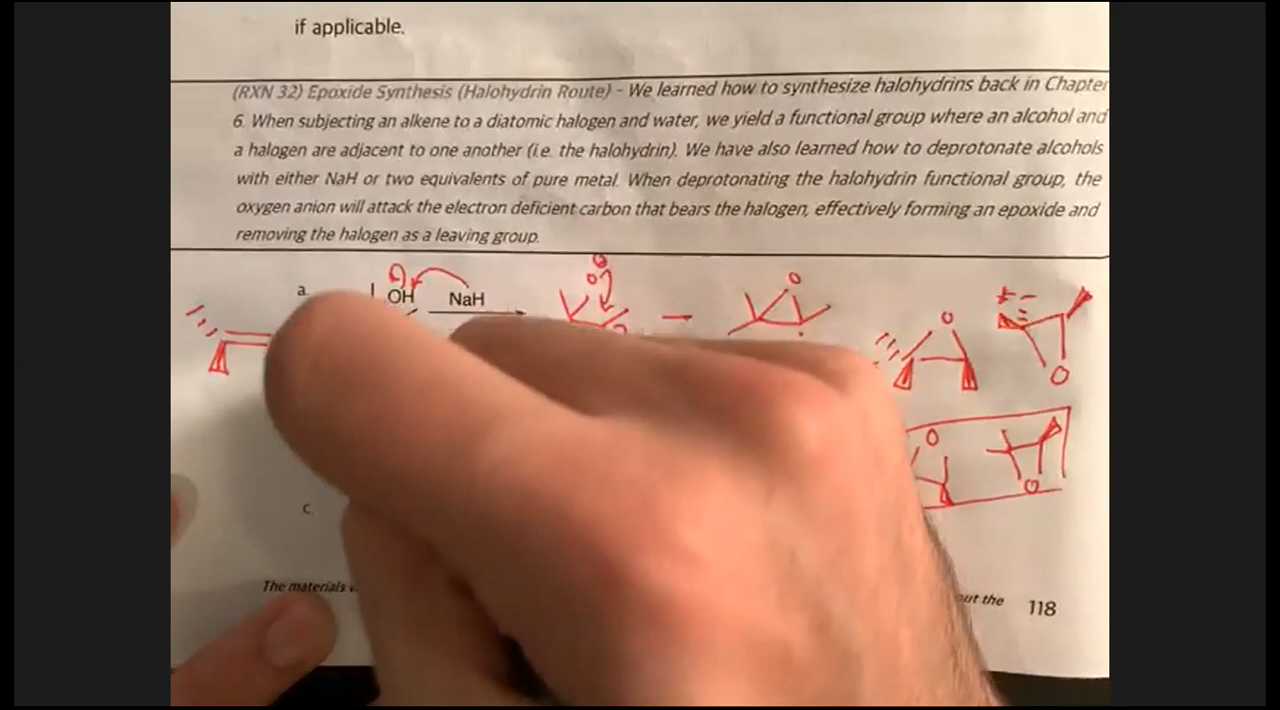 if applicable.
(RXN 32) Epoxide Synthesis (Halohydrin Route) - We learned how to synthesize halohydrins back in Chapter
6. When subjecting an alkene to a diatomic halogen and water, we yield a functional group where an alcohol and
a halogen are adjacent to one another (i.e. the halohydrin). We have also learned how to deprotonate alcohols
with either NaH or two equivalents of pure metal. When deprotonating the halohydrin functional group, the
oxygen anion will attack the electron deficient carbon that bears the halogen, effectively forming an epoxide and
removing the halogen as a leaving group.
a. OH NaH O O O O
O O
c.
The materials the 118